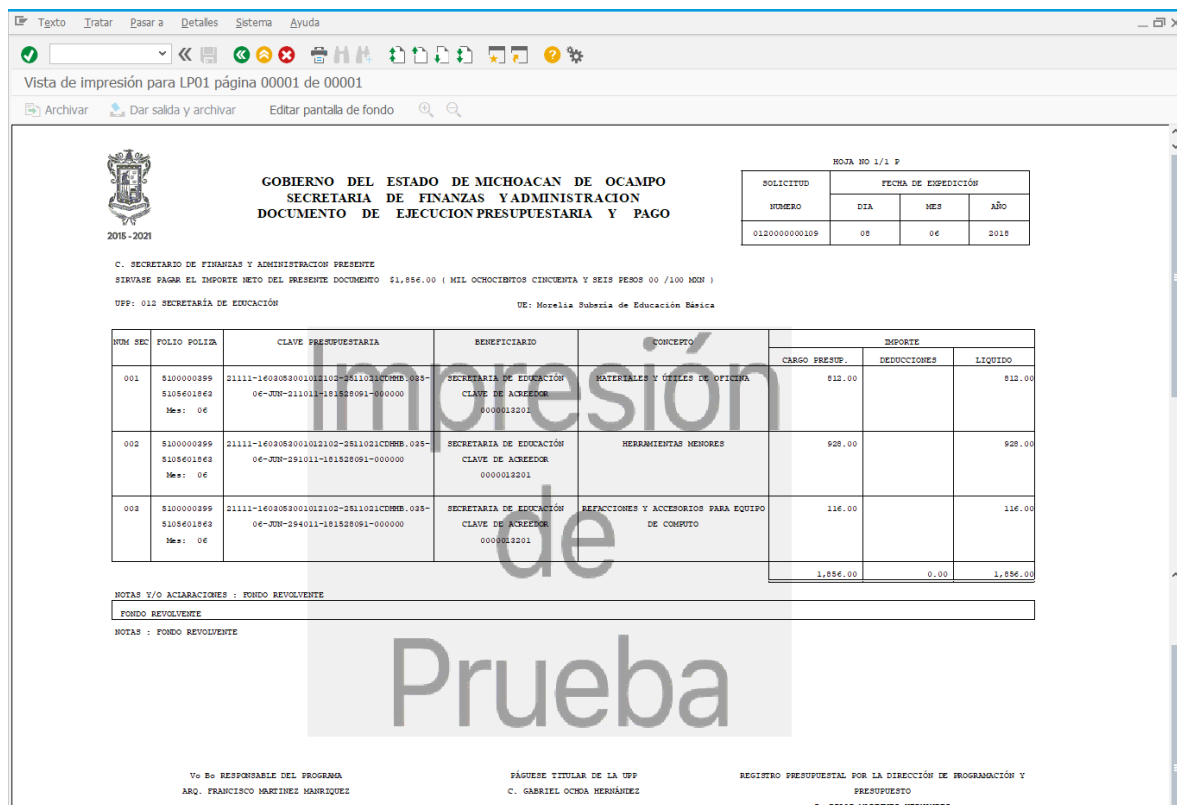 Texto Tratar Pasar a Detalles Sistema Ayuda
Vista de impresión para LP01 página 00001 de 00001
Archivar Dar salida y archivar Editar pantalla de fondo
2015 - 2021
GOBIERNO DEL ESTADO DE MICHOACAN DE OCAMPO
SECRETARIA DE FINANZAS Y ADMINISTRACION
DOCUMENTO DE EJECUCION PRESUPUESTARIA Y PAGO
HOJA NO 1/1 P
SOLICITUD FECHA DE EXPEDICIÓN
NUMERO DIA MES AÑO
0120000000109 08 06 2018
C. SECRETARIO DE FINANZAS Y ADMINISTRACION PRESENTE
SIRVASE PAGAR EL IMPORTE NETO DEL PRESENTE DOCUMENTO $1,856.00 ( MIL OCHOCIENTOS CINCUENTA Y SEIS PESOS 00 /100 MXN )
UPP: 012 SECRETARÍA DE EDUCACIÓN UE: Morelia Subsría de Educación Básica
NUM SEC FOLIO POLIZA CLAVE PRESUPUESTARIA BENEFICIARIO CONCEPTO IMPORTE
CARGO PRESUP. DEDUCCIONES LIQUIDO
001 5100000399 21111-1603053001012102-2511021CDMMB.035- SECRETARIA DE EDUCACIÓN MATERIALES Y ÚTILES DE OFICINA 812.00 812.00
5105601863 06-JUN-211011-181528091-000000 CLAVE DE ACREEDOR
Mes: 06 0000013201
002 5100000399 21111-1603053001012102-2511021CDMMB.035- SECRETARIA DE EDUCACIÓN HERRAMIENTAS MENORES 928.00 928.00
5105601863 06-JUN-291011-181528091-000000 CLAVE DE ACREEDOR
Mes: 06 0000013201
003 5100000399 21111-1603053001012102-2511021CDMMB.035- SECRETARIA DE EDUCACIÓN REFACCIONES Y ACCESORIOS PARA EQUIPO 116.00 116.00
5105601863 06-JUN-294011-181528091-000000 CLAVE DE ACREEDOR DE COMPUTO
Mes: 06 0000013201
1,856.00 0.00 1,856.00
NOTAS Y/O ACLARACIONES : FONDO REVOLVENTE
FONDO REVOLVENTE
NOTAS : FONDO REVOLVENTE
Impresión
de
Prueba
Vo Bo RESPONSABLE DEL PROGRAMA PÁGUESE TITULAR DE LA UPP REGISTRO PRESUPUESTAL POR LA DIRECCIÓN DE PROGRAMACIÓN Y
ARQ. FRANCISCO MARTINEZ MANRIQUEZ C. GABRIEL OCHOA HERNÁNDEZ PRESUPUESTO